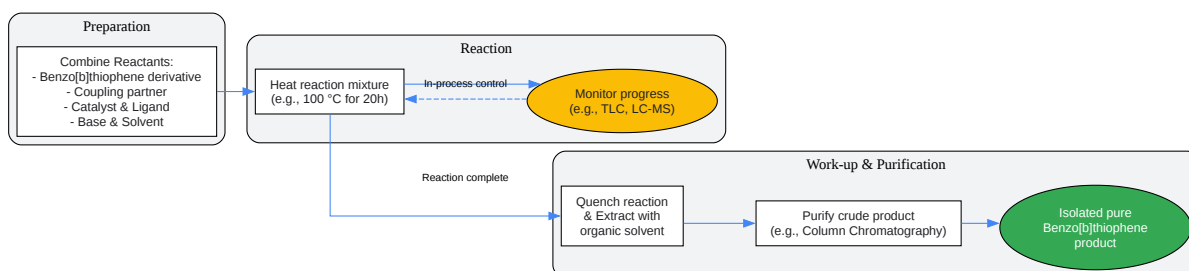 Preparation
Combine Reactants:
- Benzo[b]thiophene derivative
- Coupling partner
- Catalyst & Ligand
- Base & Solvent
Reaction
Heat reaction mixture
(e.g., 100 °C for 20h)
In-process control
Monitor progress
(e.g., TLC, LC-MS)
Reaction complete
Work-up & Purification
Quench reaction
& Extract with
organic solvent
Purify crude product
(e.g., Column Chromatography)
Isolated pure
Benzo[b]thiophene
product